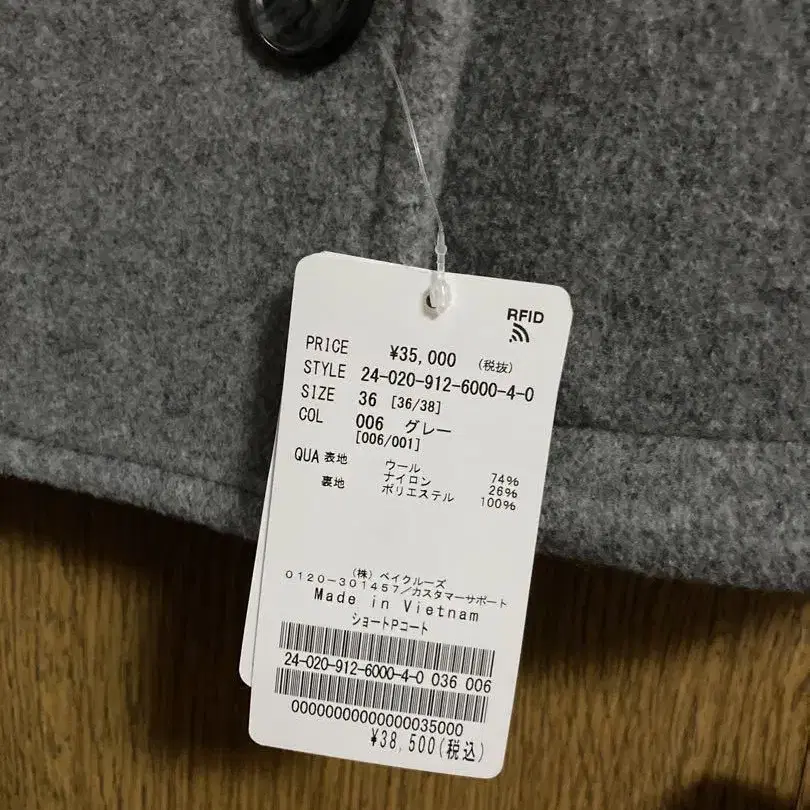 RFID
PRICE ¥35,000 (税抜)
STYLE 24-020-912-6000-4-0
SIZE 36 [36/38]
COL 006 グレー
[006/001]
QUA 表地 ウール 74%
ナイロン 26%
裏地 ポリエステル 100%
(株) ベイクルーズ
0120-301457/カスタマーサポート
Made in Vietnam
ショートPコート
24-020-912-6000-4-0 036 006
00000000000000035000
¥38,500(税込)